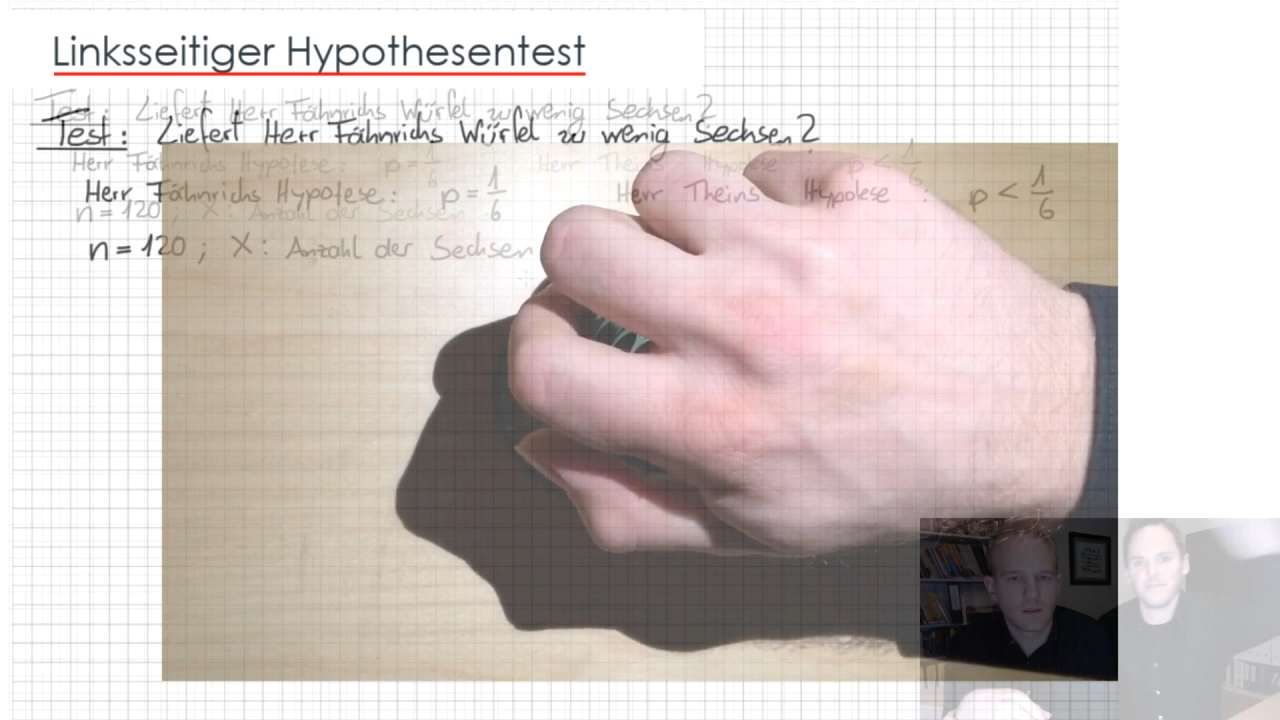 Linksseitiger Hypothesentest
Test: Liefert Herr Fähnrichs Würfel zu wenig Sechsen?
Herr Fähnrichs Hypotese: p = 1/6 Herr Theins Hypotese: p < 1/6
n = 120 ; X: Anzahl der Sechsen